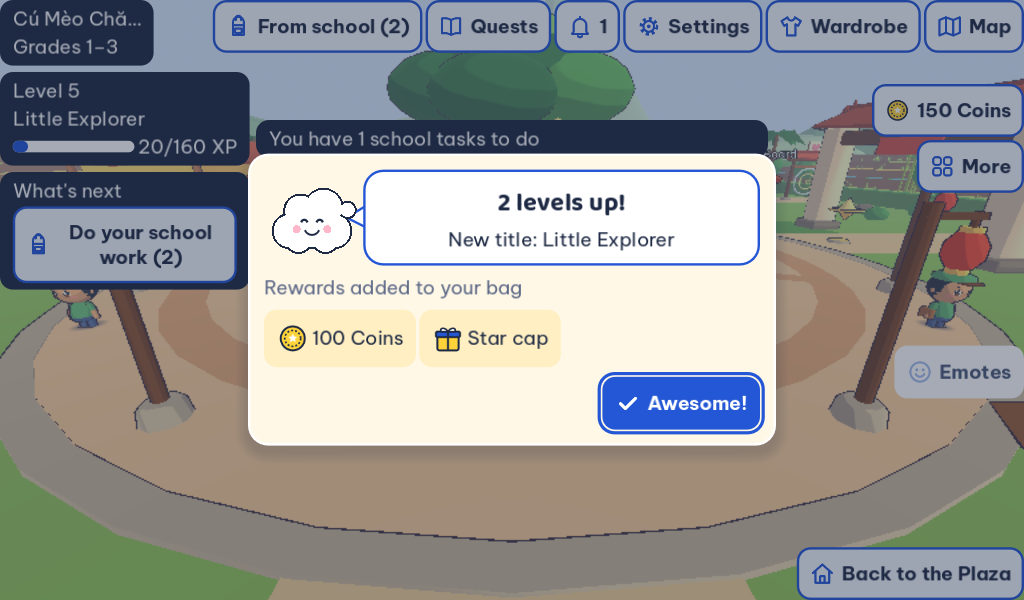 Cú Mèo Chă...
Grades 1–3
From school (2)
Quests
1
Settings
Wardrobe
Map
Level 5
Little Explorer
20/160 XP
150 Coins
You have 1 school tasks to do
More
What's next
Do your school
work (2)
2 levels up!
New title: Little Explorer
Rewards added to your bag
100 Coins
Star cap
Emotes
Awesome!
Back to the Plaza